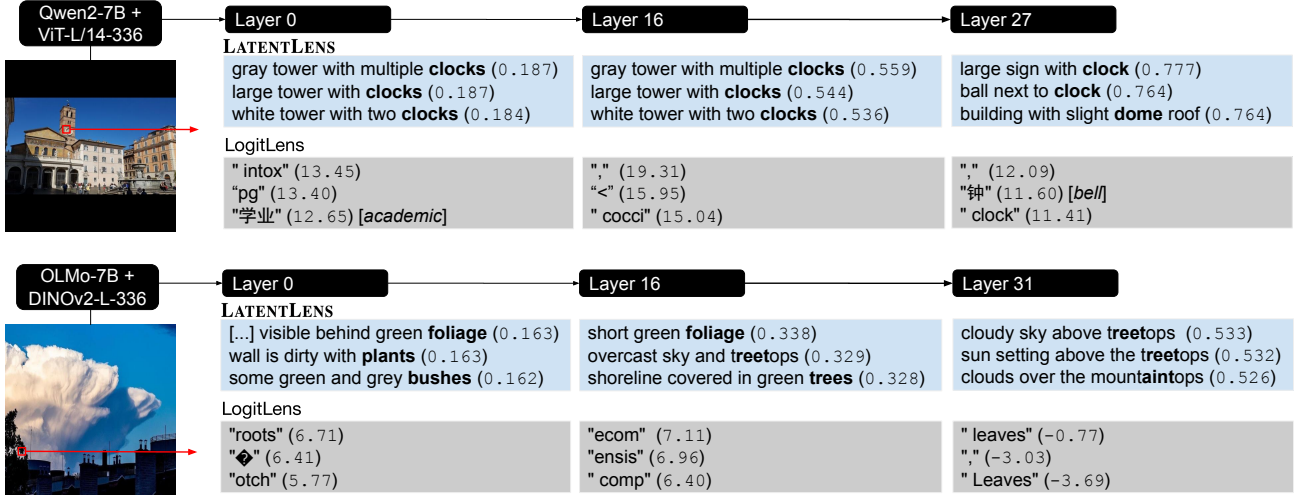 Qwen2-7B +
ViT-L/14-336
Layer 0
Layer 16
Layer 27
LATENTLENS
gray tower with multiple clocks (0.187)
large tower with clocks (0.187)
white tower with two clocks (0.184)
gray tower with multiple clocks (0.559)
large tower with clocks (0.544)
white tower with two clocks (0.536)
large sign with clock (0.777)
ball next to clock (0.764)
building with slight dome roof (0.764)
LogitLens
" intox" (13.45)
“pg” (13.40)
"学业" (12.65) [academic]
"," (19.31)
“<” (15.95)
" cocci" (15.04)
"," (12.09)
"钟" (11.60) [bell]
" clock" (11.41)
OLMo-7B +
DINOv2-L-336
Layer 0
Layer 16
Layer 31
LATENTLENS
[...] visible behind green foliage (0.163)
wall is dirty with plants (0.163)
some green and grey bushes (0.162)
short green foliage (0.338)
overcast sky and treetops (0.329)
shoreline covered in green trees (0.328)
cloudy sky above treetops (0.533)
sun setting above the treetops (0.532)
clouds over the mountaintops (0.526)
LogitLens
"roots" (6.71)
"�" (6.41)
"otch" (5.77)
"ecom" (7.11)
"ensis" (6.96)
" comp" (6.40)
" leaves" (-0.77)
"," (-3.03)
" Leaves" (-3.69)